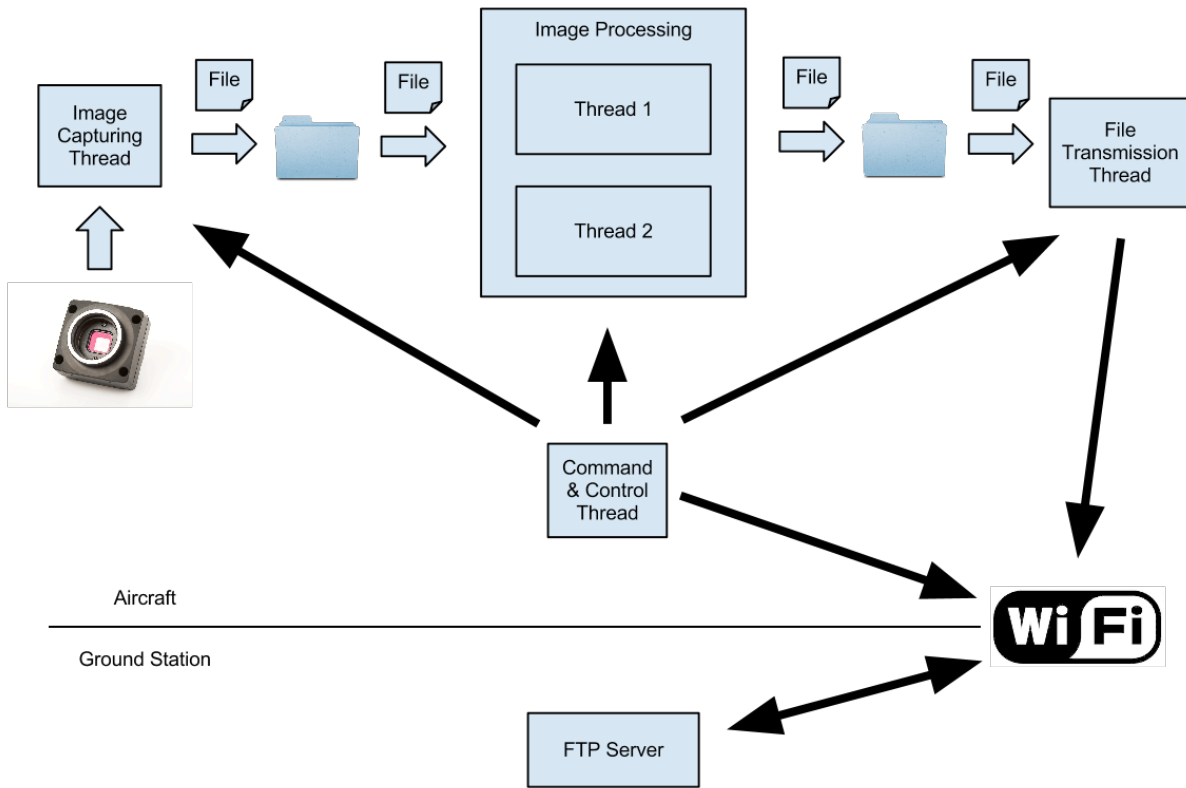 Image Processing
File
File
File
File
Image
Capturing
Thread
Thread 1
File
Transmission
Thread
Thread 2
Command
& Control
Thread
Aircraft
WiFi
Ground Station
FTP Server